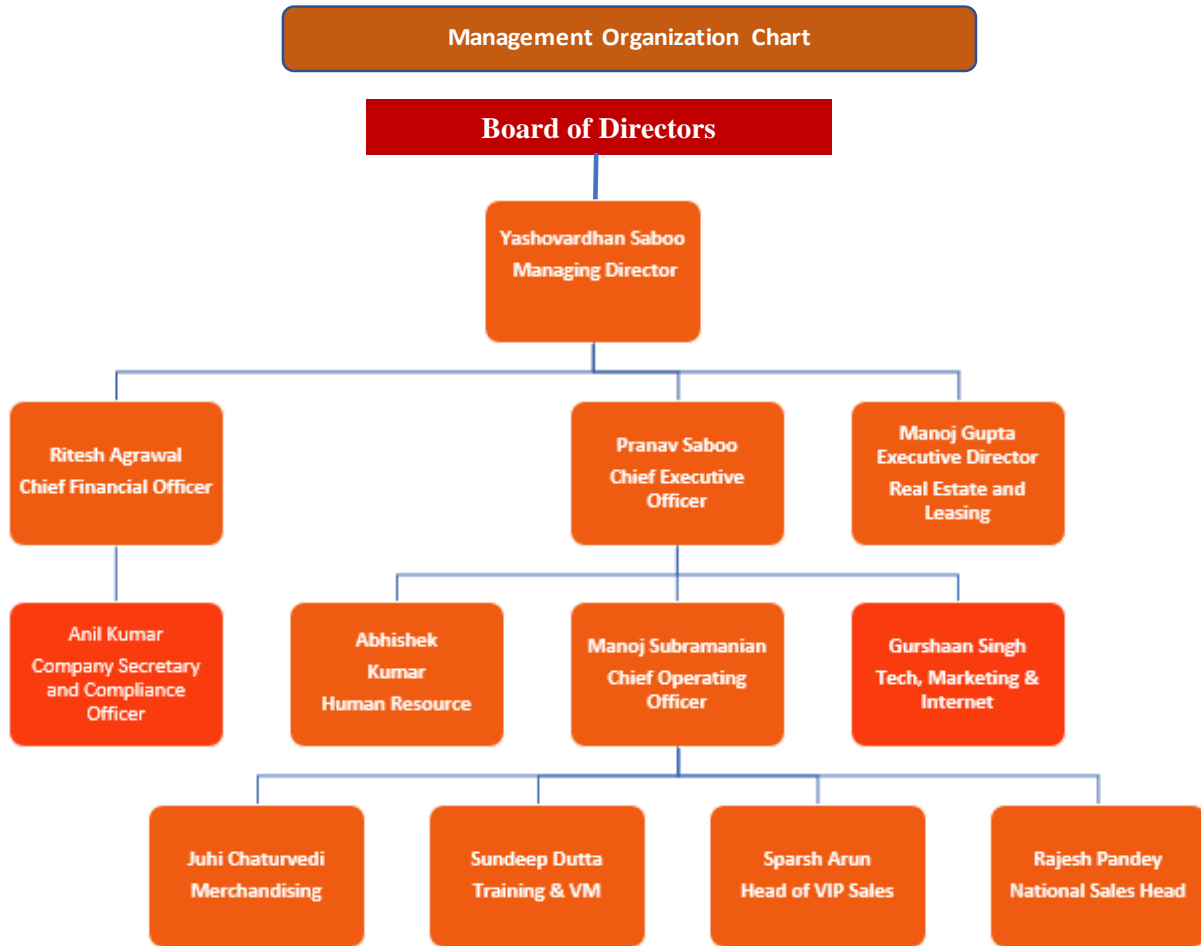 Management Organization Chart
Board of Directors
Yashovardhan Saboo
Managing Director
Ritesh Agrawal
Chief Financial Officer
Pranav Saboo
Chief Executive
Officer
Manoj Gupta
Executive Director
Real Estate and
Leasing
Anil Kumar
Company Secretary
and Compliance
Officer
Abhishek
Kumar
Human Resource
Manoj Subramanian
Chief Operating
Officer
Gurshaan Singh
Tech, Marketing &
Internet
Juhi Chaturvedi
Merchandising
Sundeep Dutta
Training & VM
Sparsh Arun
Head of VIP Sales
Rajesh Pandey
National Sales Head